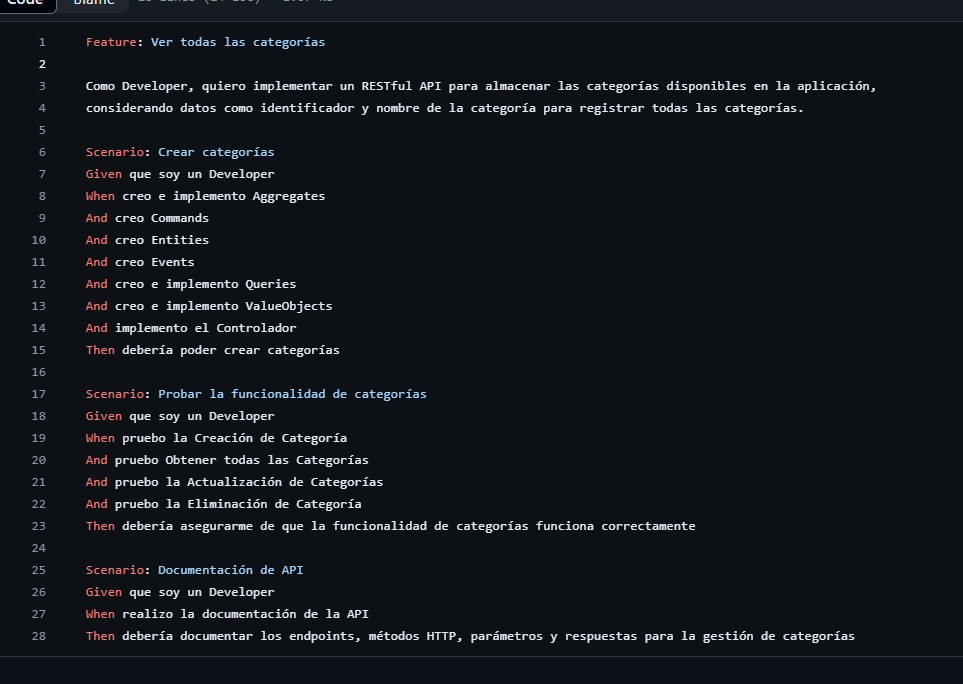 Code Blame
1 Feature: Ver todas las categorías
2
3 Como Developer, quiero implementar un RESTful API para almacenar las categorías disponibles en la aplicación,
4 considerando datos como identificador y nombre de la categoría para registrar todas las categorías.
5
6 Scenario: Crear categorías
7 Given que soy un Developer
8 When creo e implemento Aggregates
9 And creo Commands
10 And creo Entities
11 And creo Events
12 And creo e implemento Queries
13 And creo e implemento ValueObjects
14 And implemento el Controlador
15 Then debería poder crear categorías
16
17 Scenario: Probar la funcionalidad de categorías
18 Given que soy un Developer
19 When pruebo la Creación de Categoría
20 And pruebo Obtener todas las Categorías
21 And pruebo la Actualización de Categorías
22 And pruebo la Eliminación de Categoría
23 Then debería asegurarme de que la funcionalidad de categorías funciona correctamente
24
25 Scenario: Documentación de API
26 Given que soy un Developer
27 When realizo la documentación de la API
28 Then debería documentar los endpoints, métodos HTTP, parámetros y respuestas para la gestión de categorías